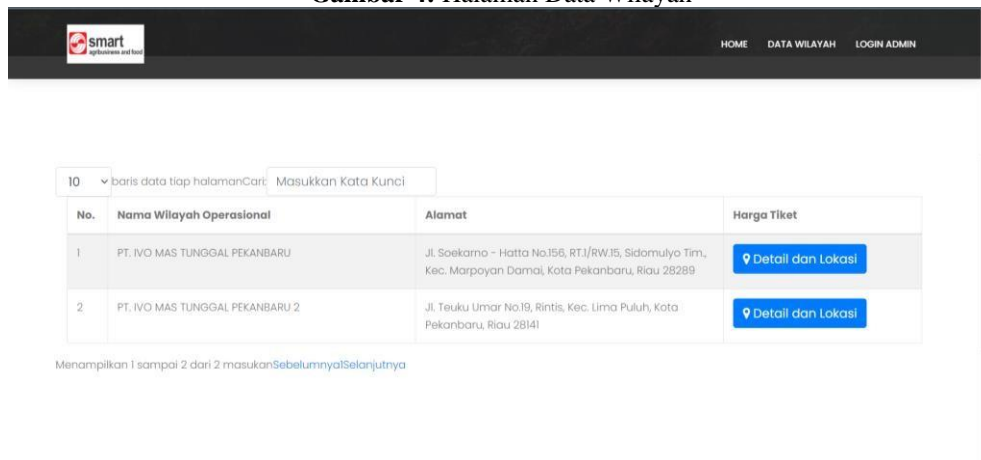 Gambar 4. Halaman Data Wilayah
smart
agribusiness and food
HOME DATA WILAYAH LOGIN ADMIN
10 baris data tiap halamanCari: Masukkan Kata Kunci
No. Nama Wilayah Operasional Alamat Harga Tiket
1 PT. IVO MAS TUNGGAL PEKANBARU Jl. Soekarno - Hatta No.156, RT.1/RW.15, Sidomulyo Tim.,
Kec. Marpoyan Damai, Kota Pekanbaru, Riau 28289
Detail dan Lokasi
2 PT. IVO MAS TUNGGAL PEKANBARU 2 Jl. Teuku Umar No.19, Rintis, Kec. Lima Puluh, Kota
Pekanbaru, Riau 28141
Detail dan Lokasi
Menampilkan 1 sampai 2 dari 2 masukanSebelumnya1Selanjutnya